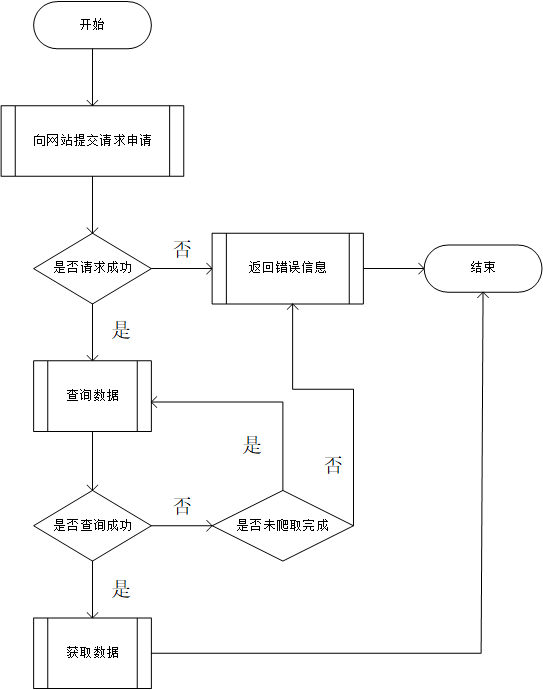 开始
向网站提交请求申请
是否请求成功
否
返回错误信息
结束
是
查询数据
是
否
是否查询成功
否
是否未爬取完成
是
获取数据